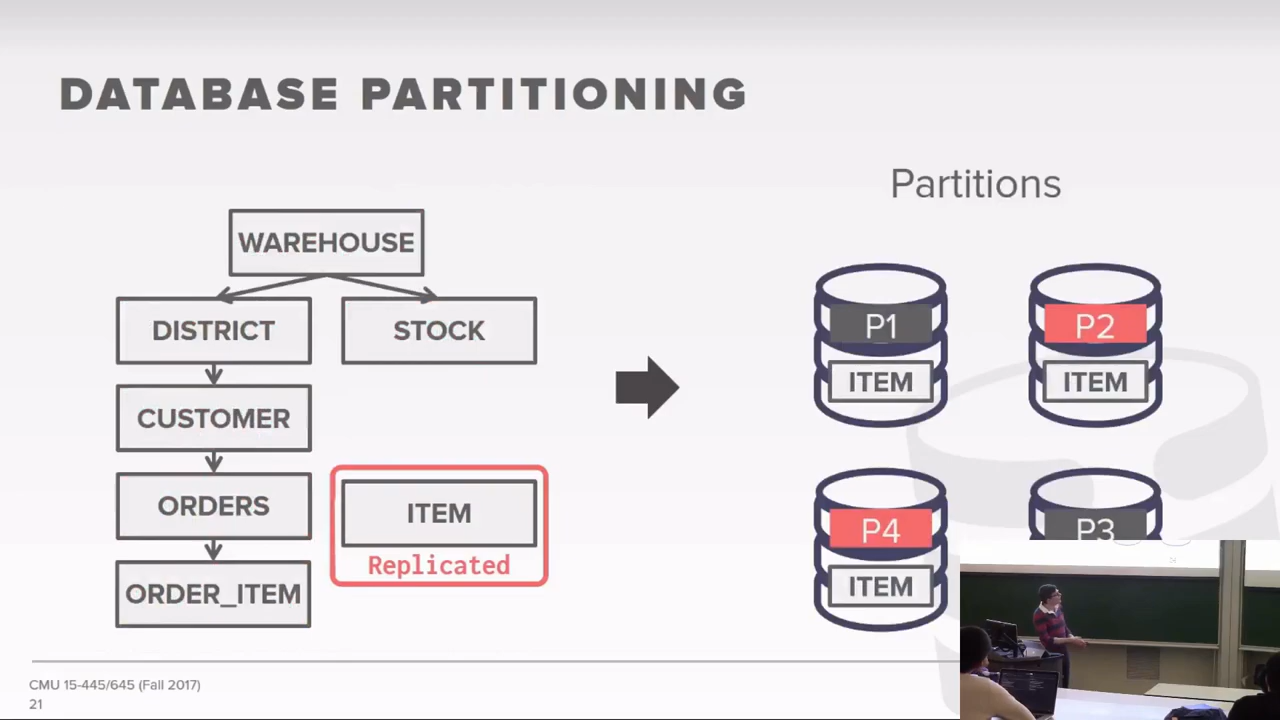 DATABASE PARTITIONING
Partitions
WAREHOUSE
DISTRICT
STOCK
CUSTOMER
ORDERS
ITEM
Replicated
ORDER_ITEM
P1
ITEM
P2
ITEM
P4
ITEM
P3
CMU 15-445/645 (Fall 2017)
21